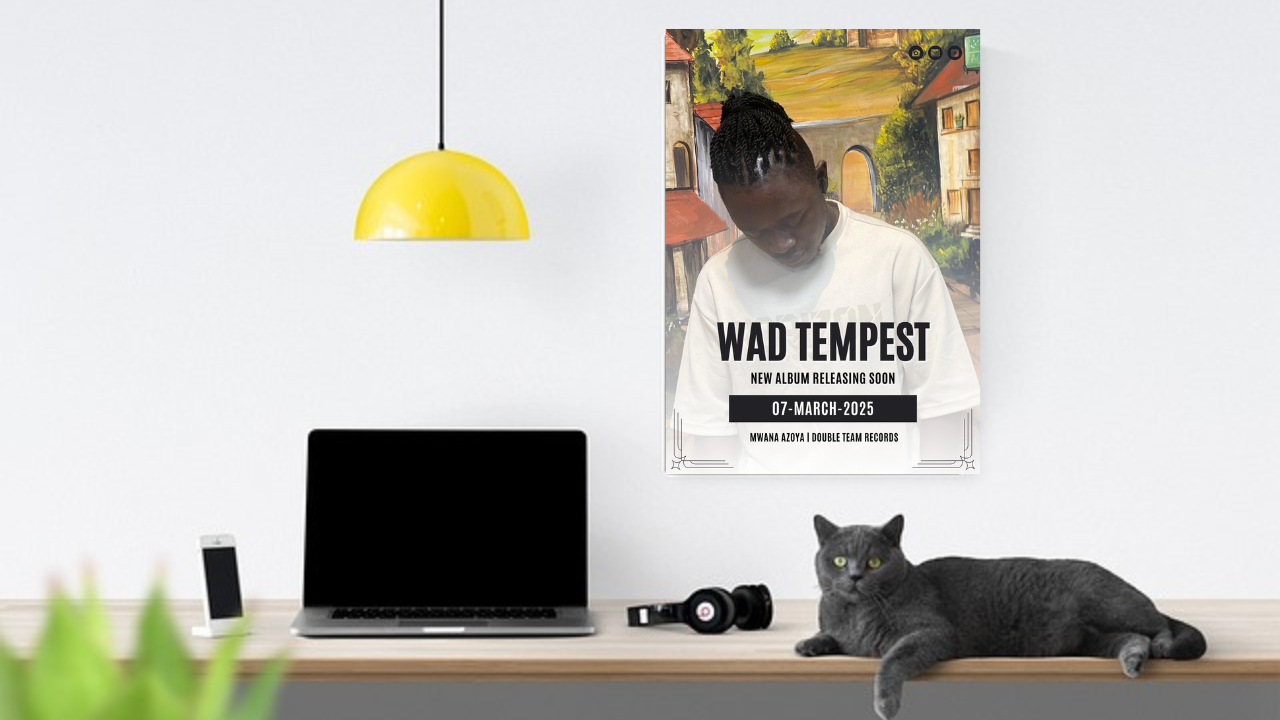 WAD TEMPEST
NEW ALBUM RELEASING SOON
07-MARCH-2025
MWANA AZOYA | DOUBLE TEAM RECORDS